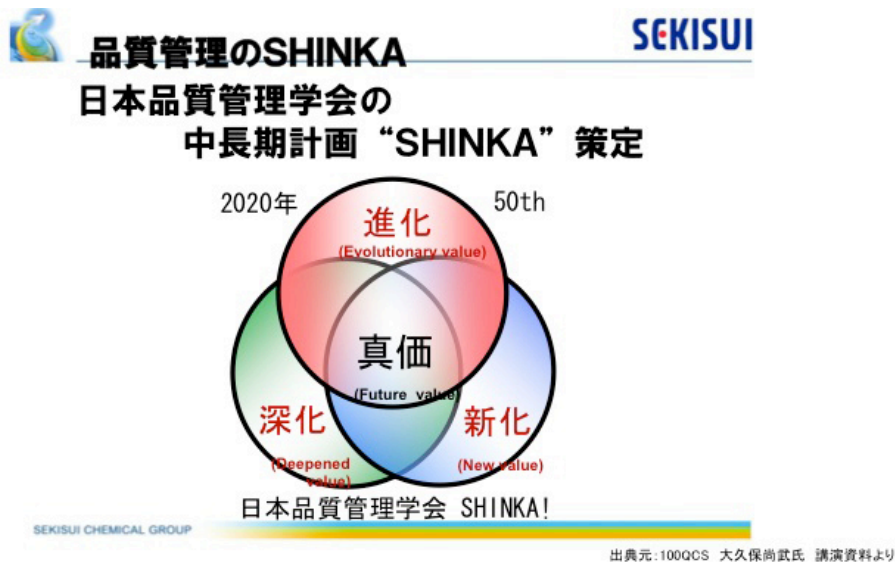 SEKISUI
品質管理のSHINKA
日本品質管理学会の
中長期計画“SHINKA”策定
2020年
50th
進化
(Evolutionary value)
真価
(Future value)
深化
(Deepened
value)
新化
(New value)
日本品質管理学会 SHINKA!
SEKISUI CHEMICAL GROUP
出典元:100QCS 大久保尚武氏 講演資料より